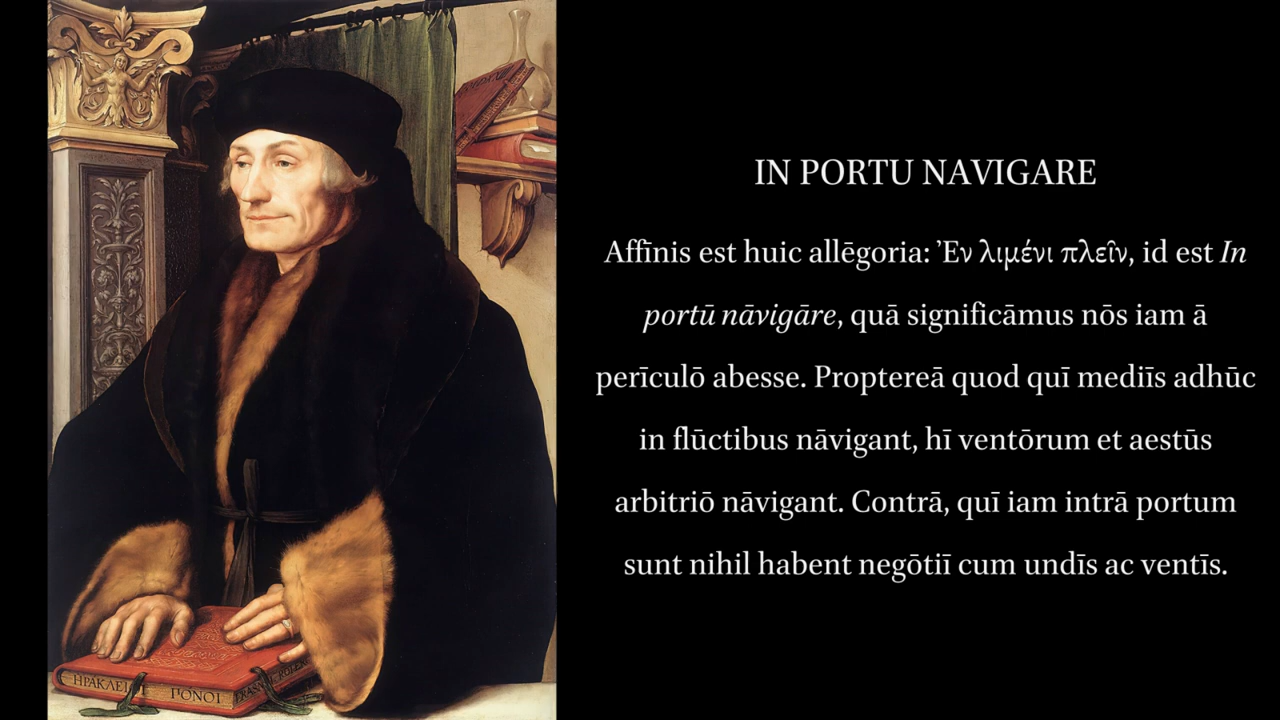 IN PORTU NAVIGARE
Affīnis est huic allēgoria: Ἐν λιμένι πλεῖν, id est In
portū nāvigāre, quā significāmus nōs iam ā
perīculō abesse. Proptereā quod quī mediīs adhūc
in flūctibus nāvigant, hī ventōrum et aestūs
arbitriō nāvigant. Contrā, quī iam intrā portum
sunt nihil habent negōtiī cum undīs ac ventīs.
ΗΡΑΚΛΕΙΟΙ ΠΟΝΟΙ